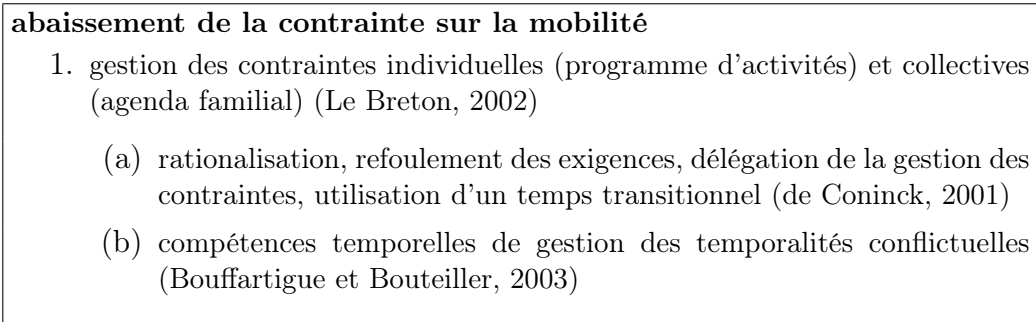 abaissement de la contrainte sur la mobilité
1. gestion des contraintes individuelles (programme d'activités) et collectives
(agenda familial) (Le Breton, 2002)
(a) rationalisation, refoulement des exigences, délégation de la gestion des
contraintes, utilisation d'un temps transitionnel (de Coninck, 2001)
(b) compétences temporelles de gestion des temporalités conflictuelles
(Bouffartigue et Bouteiller, 2003)